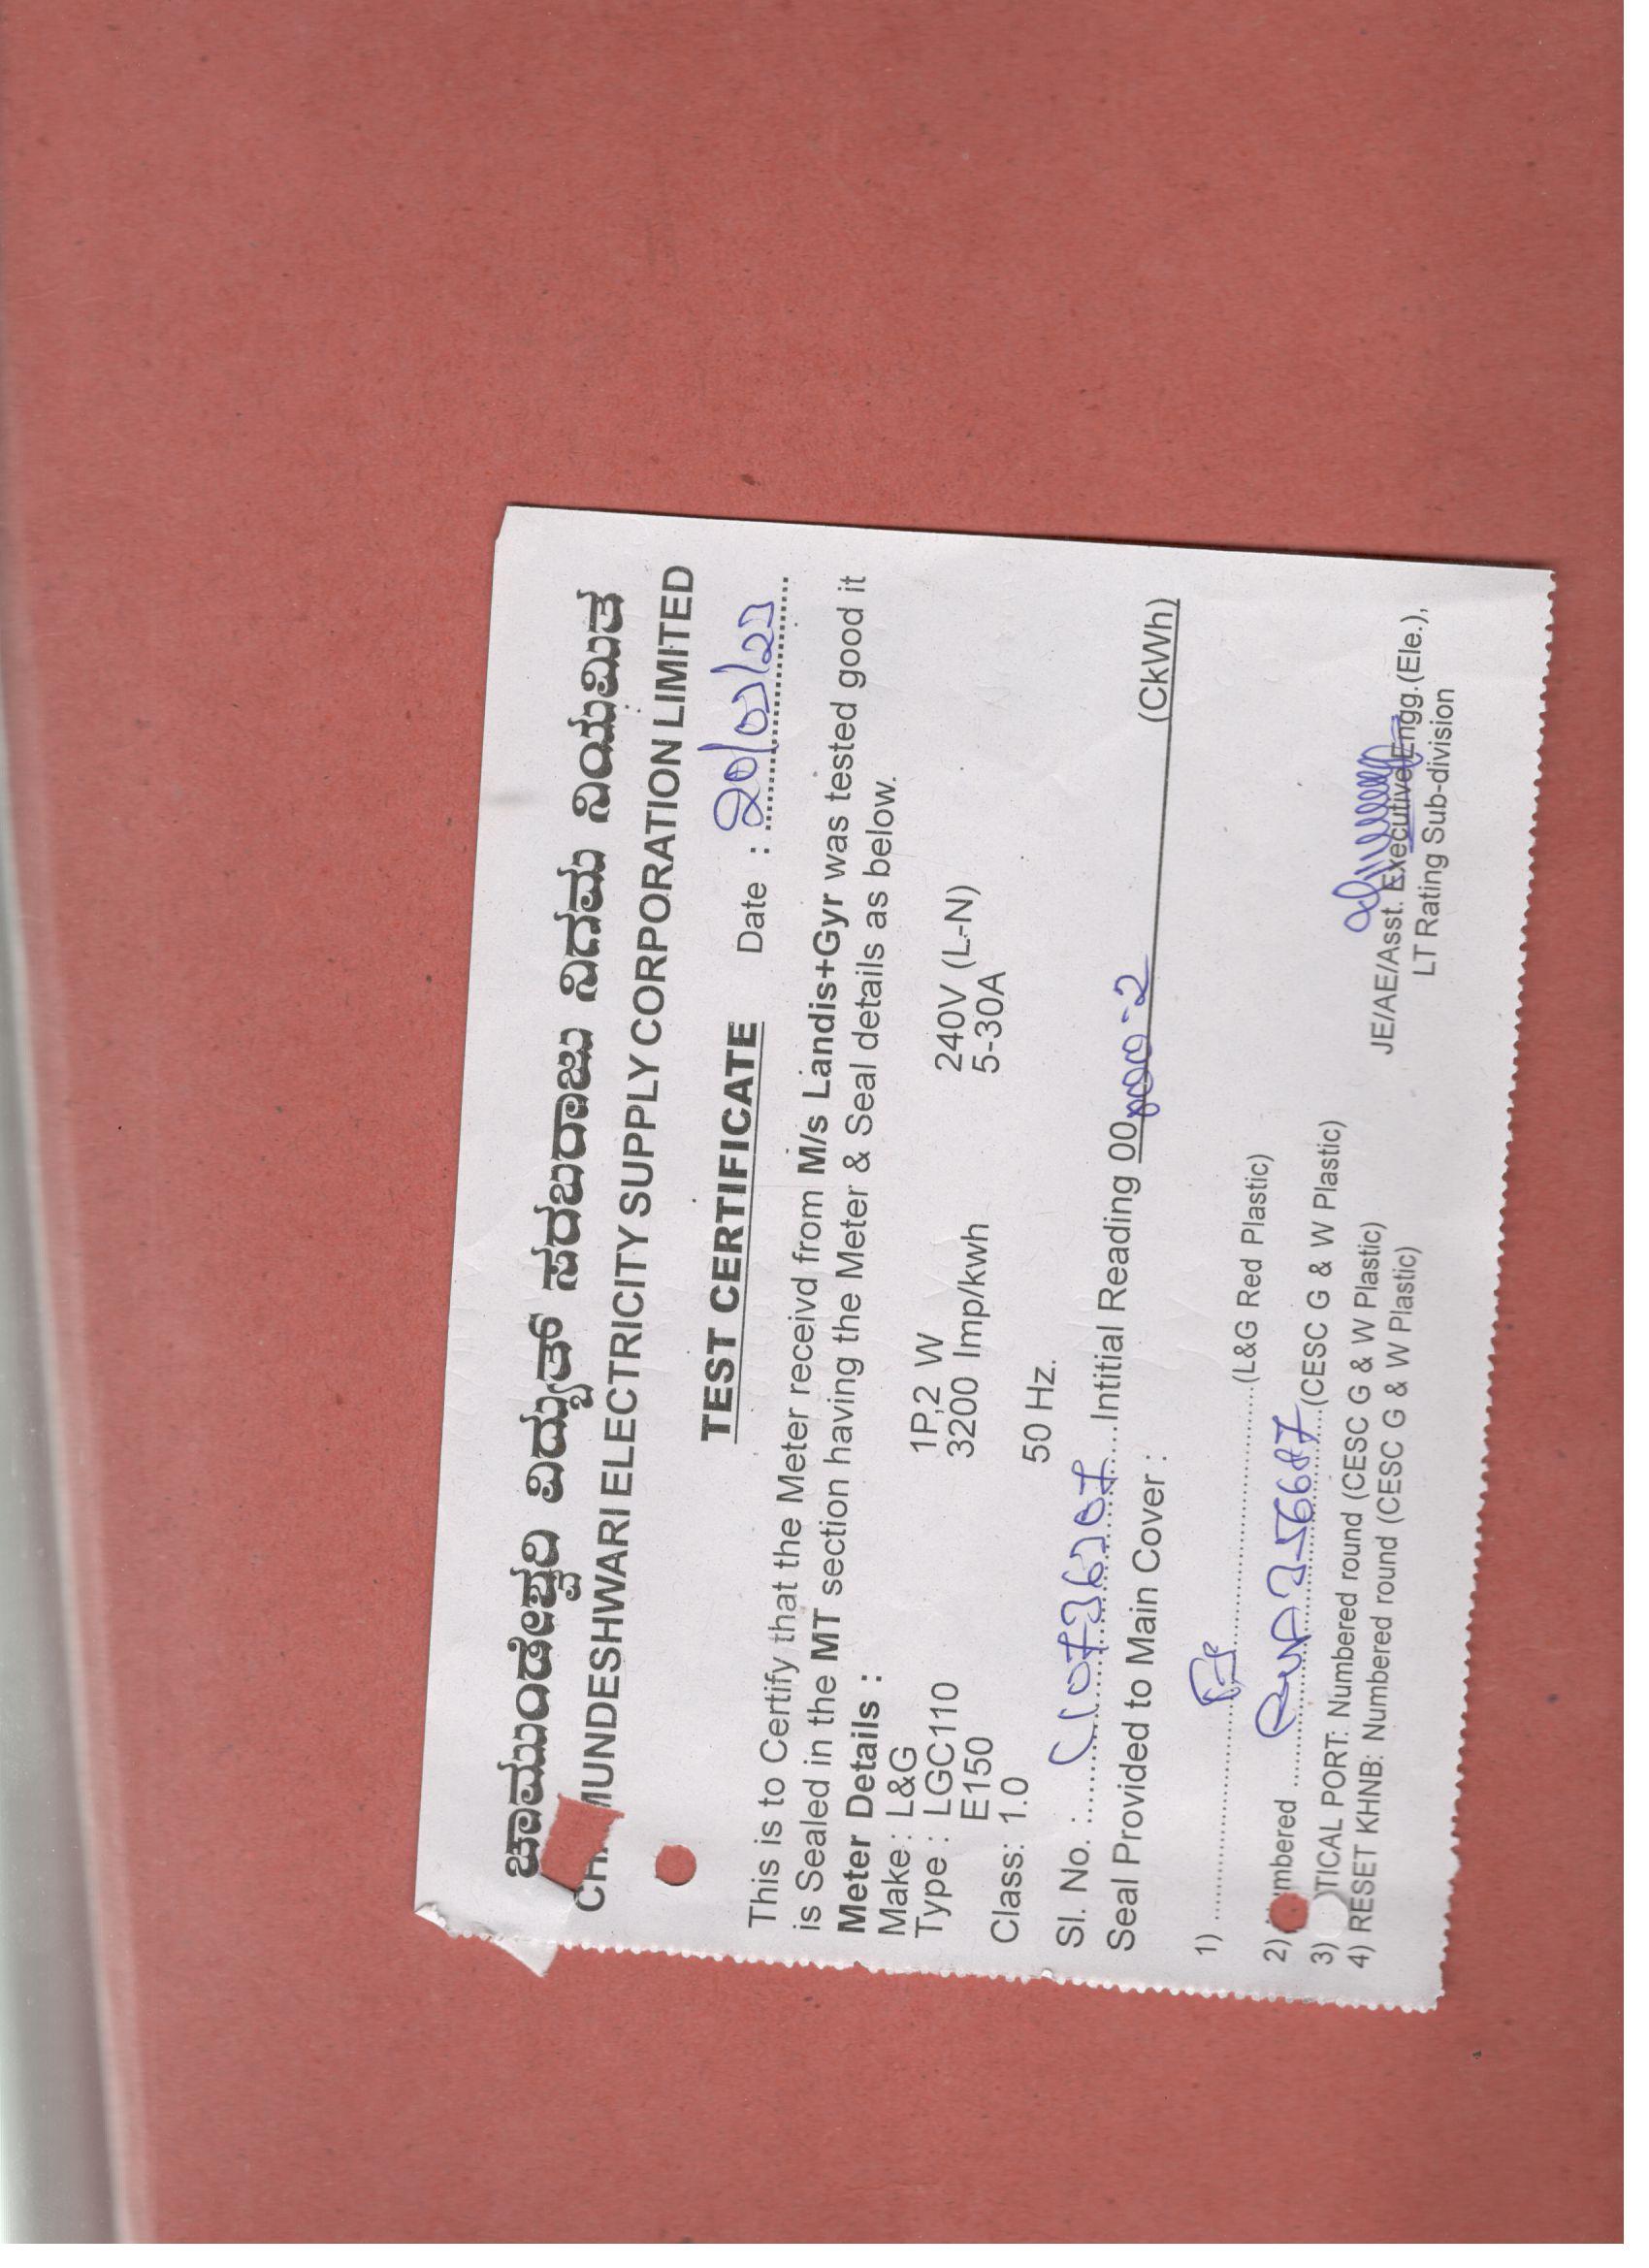 ಚಾಮುಂಡೇಶ್ವರಿ ವಿದ್ಯುತ್ ಸರಬರಾಜು ನಿಗಮ ನಿಯಮಿತ
MUNDESHWARI ELECTRICITY SUPPLY CORPORATION LIMITED
TEST CERTIFICATE Date :
This is to Certify that the Meter receivd from M/s Landis+Gyr was tested good it
is Sealed in the MT section having the Meter & Seal details as below.
Meter Details :
Make : L&G 1P,2 W 240V (L-N)
Type : LGC110 3200 Imp/kwh 5-30A
E150
Class: 1.0 50 Hz.
Sl. No. : Intitial Reading 00 (CkWh)
Seal Provided to Main Cover :
1) (L&G Red Plastic)
2) mbered (CESC G & W Plastic)
3) TICAL PORT: Numbered round (CESC G & W Plastic)
4) RESET KHNB: Numbered round (CESC G & W Plastic)
JE/AE/Asst. Executive Engg.(Ele.),
LT Rating Sub-division